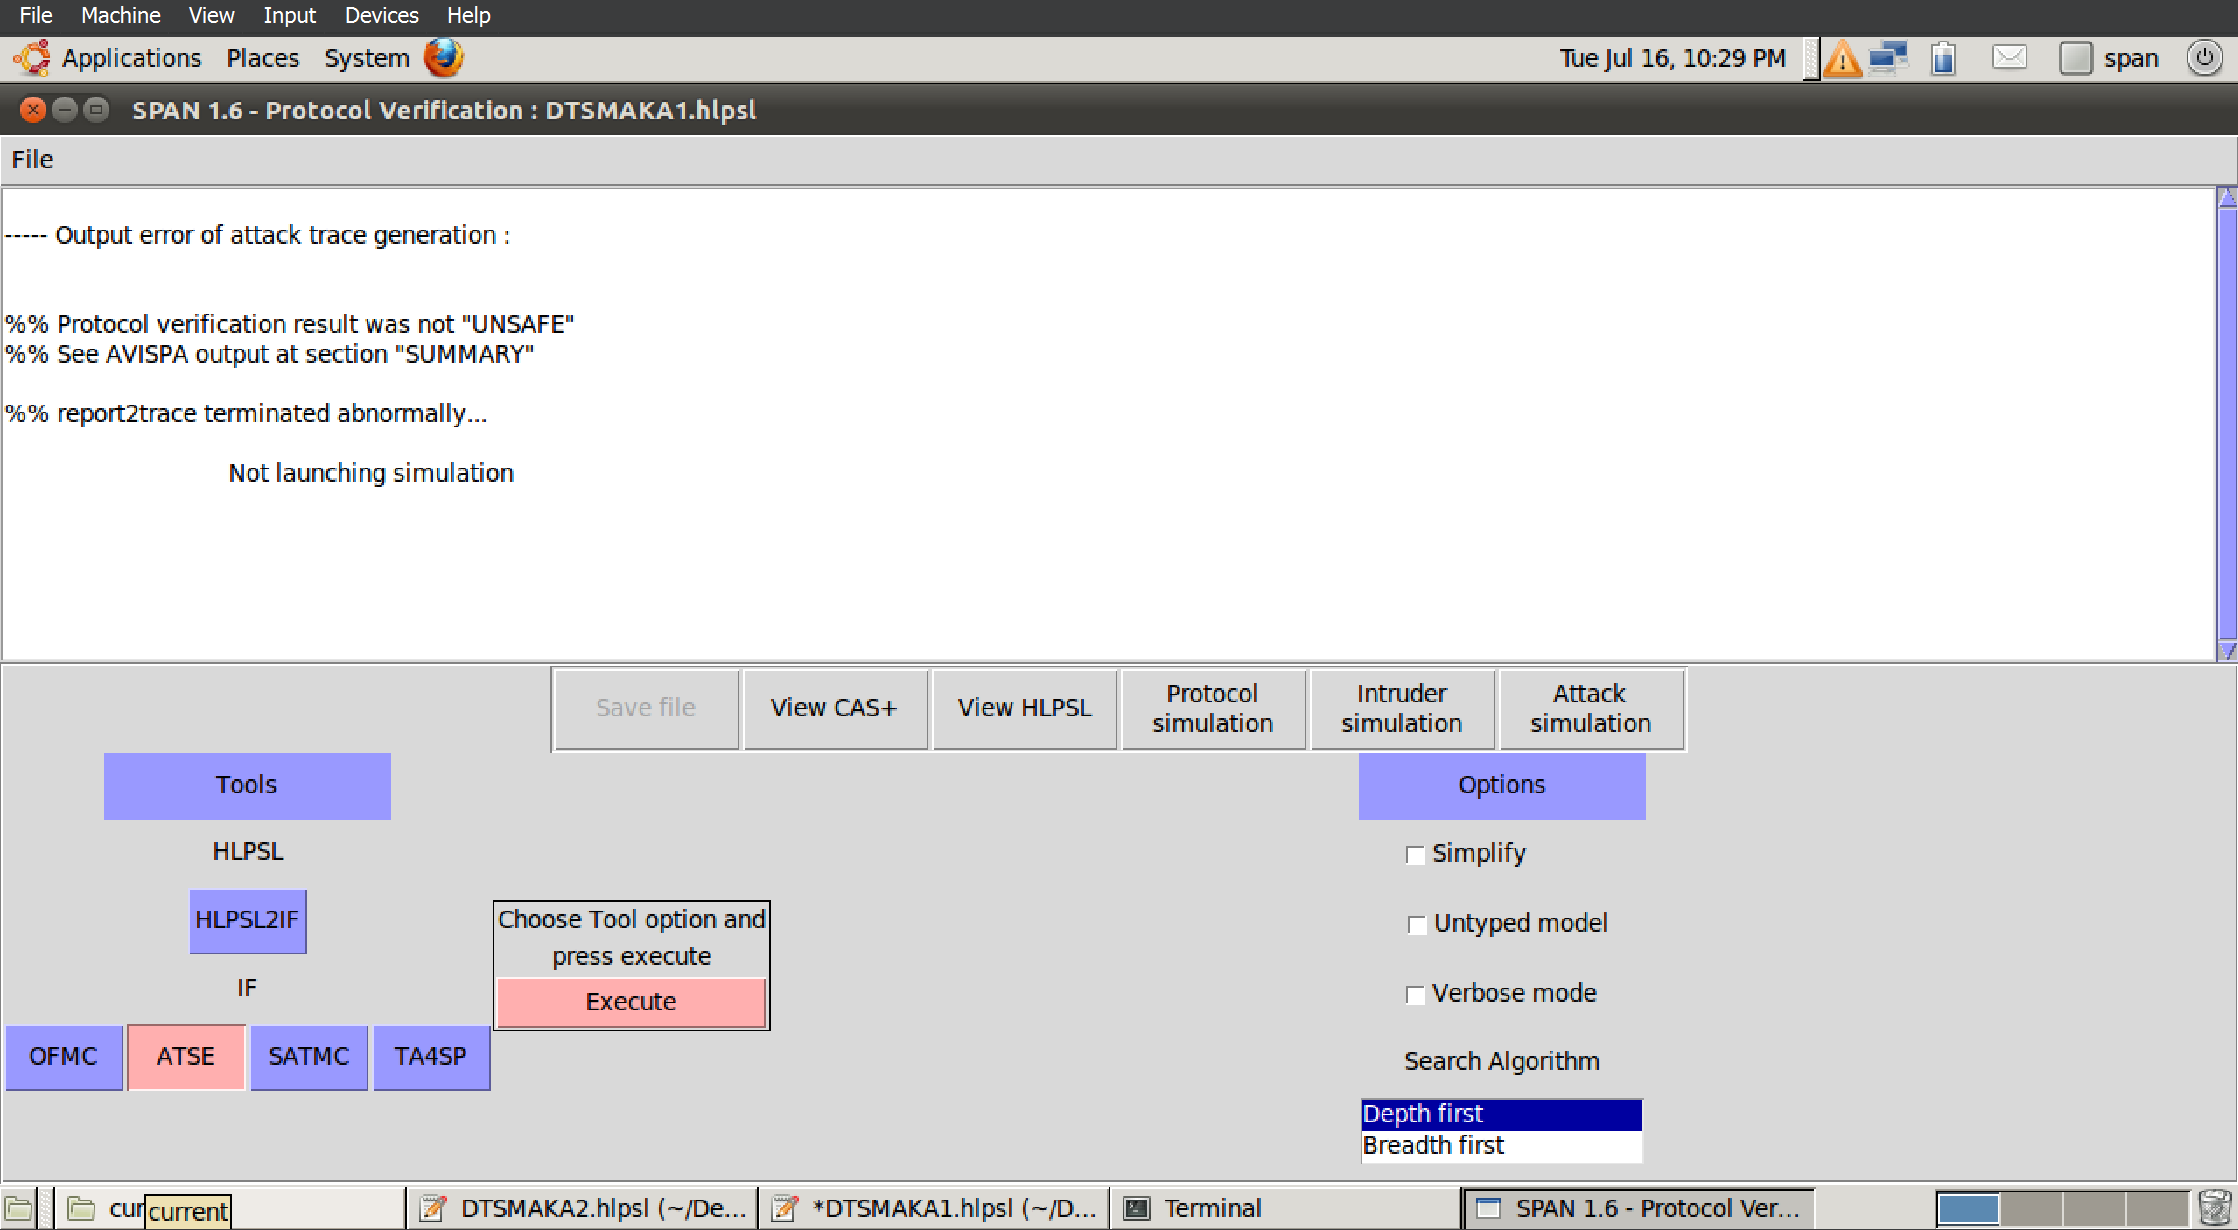 File Machine View Input Devices Help
Applications Places System Tue Jul 16, 10:29 PM span
SPAN 1.6 - Protocol Verification : DTSMAKA1.hlpsl
File
----- Output error of attack trace generation :
%% Protocol verification result was not "UNSAFE"
%% See AVISPA output at section "SUMMARY"
%% report2trace terminated abnormally...
Not launching simulation
Save file
View CAS+
View HLPSL
Protocol
simulation
Intruder
simulation
Attack
simulation
Tools
HLPSL
HLPSL2IF
IF
OFMC
ATSE
SATMC
TA4SP
Choose Tool option and
press execute
Execute
Options
Simplify
Untyped model
Verbose mode
Search Algorithm
Depth first
Breadth first
cur
current
DTSMAKA2.hlpsl (~/De...
*DTSMAKA1.hlpsl (~/D...
Terminal
SPAN 1.6 - Protocol Ver...